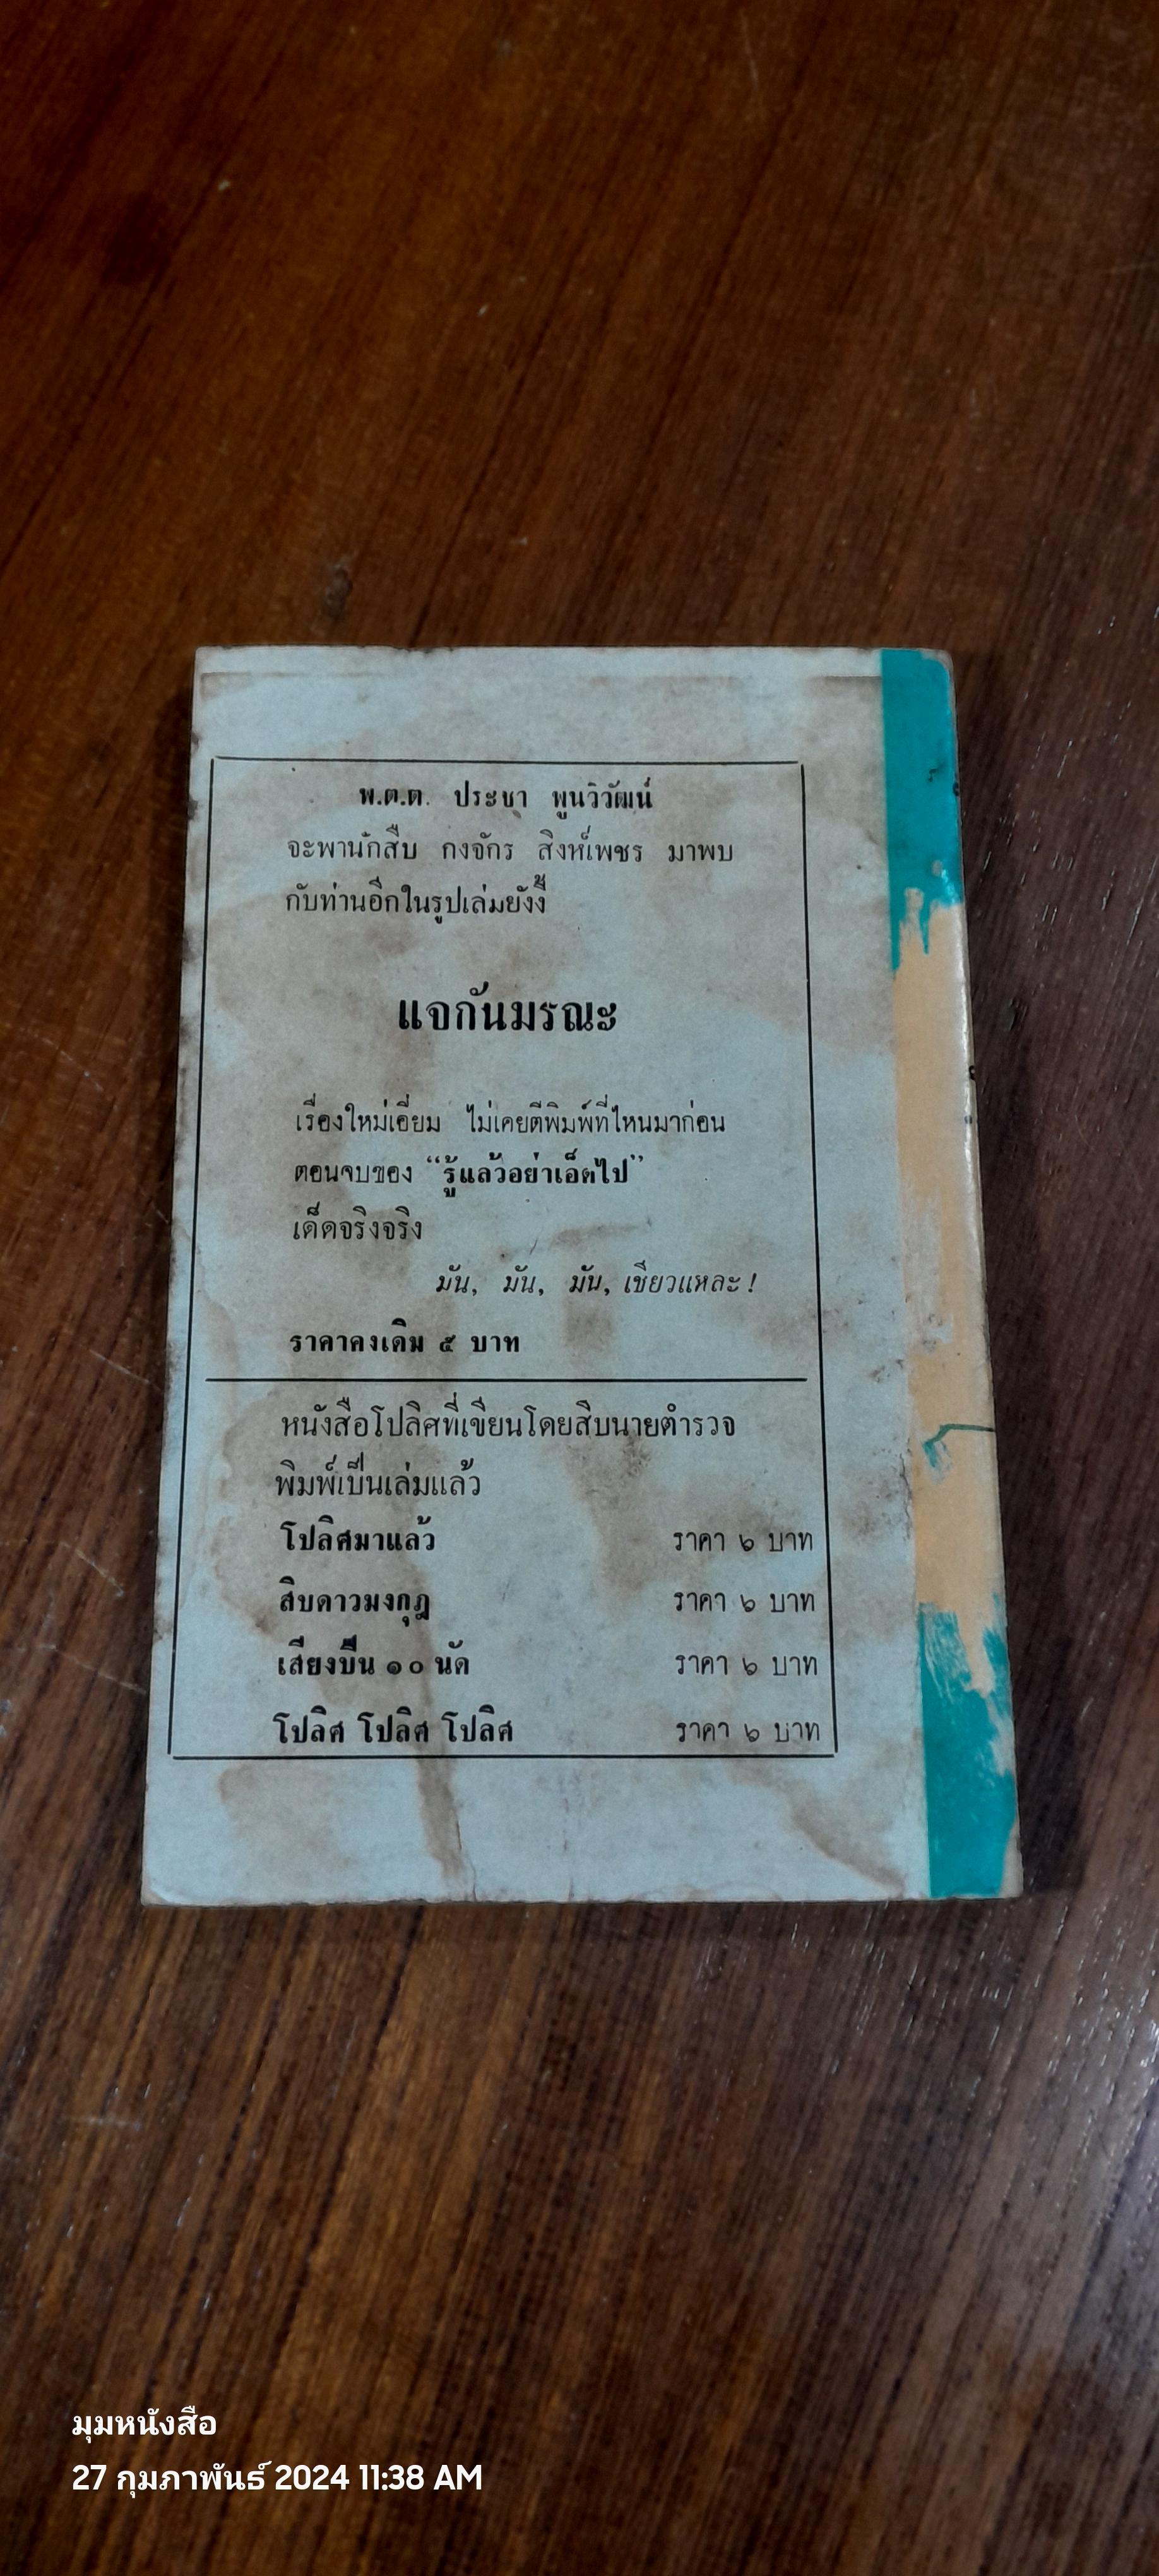 พ.ต.ต. ประชา พูนวิวัฒน์
จะพานักสืบ กงจักร สิงห์เพชร มาพบ
กับท่านอีกในรูปเล่มยังงี้
แจกันมรณะ
เรื่องใหม่เอี่ยม ไม่เคยตีพิมพ์ที่ไหนมาก่อน
ตอนจบของ “รู้แล้วอย่าเอ็ดไป”
เด็ดจริงจริง
มัน, มัน, มัน, เชียวแหละ !
ราคาคงเดิม ๕ บาท
หนังสือโปลิศที่เขียนโดยสิบนายตำรวจ
พิมพ์เป็นเล่มแล้ว
โปลิศมาแล้ว ราคา ๖ บาท
สิบดาวมงกุฎ ราคา ๖ บาท
เสียงปืน ๑๐ นัด ราคา ๖ บาท
โปลิศ โปลิศ โปลิศ ราคา ๖ บาท
มุมหนังสือ
27 กุมภาพันธ์ 2024 11:38 AM